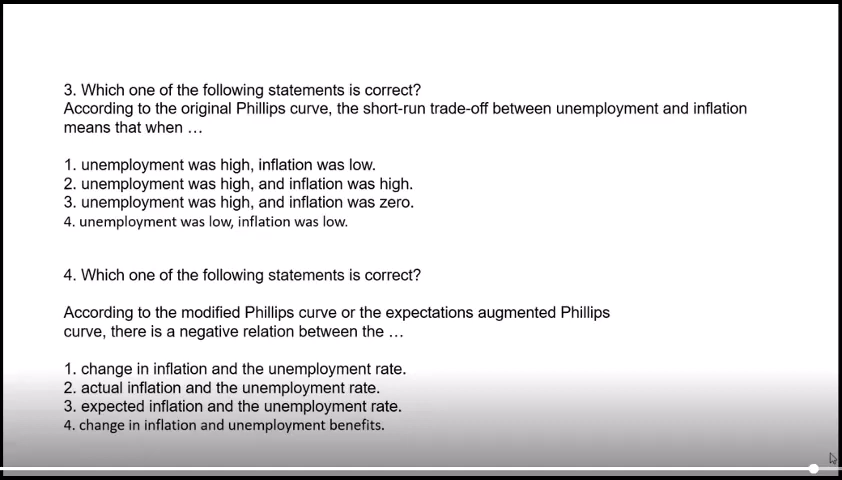 3. Which one of the following statements is correct?
According to the original Phillips curve, the short-run trade-off between unemployment and inflation
means that when …
1. unemployment was high, inflation was low.
2. unemployment was high, and inflation was high.
3. unemployment was high, and inflation was zero.
4. unemployment was low, inflation was low.
4. Which one of the following statements is correct?
According to the modified Phillips curve or the expectations augmented Phillips
curve, there is a negative relation between the …
1. change in inflation and the unemployment rate.
2. actual inflation and the unemployment rate.
3. expected inflation and the unemployment rate.
4. change in inflation and unemployment benefits.